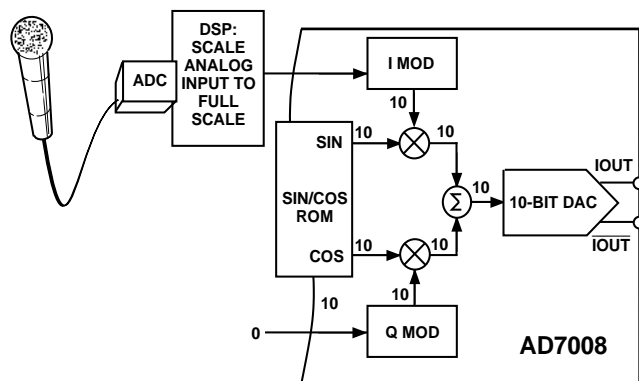 DSP:
SCALE
ANALOG
INPUT TO
FULL
SCALE
ADC
I MOD
10
SIN
10
10
SIN/COS
ROM
Σ
10
10-BIT DAC
IOUT
IOUT
COS
10
10
10
10
0
Q MOD
AD7008